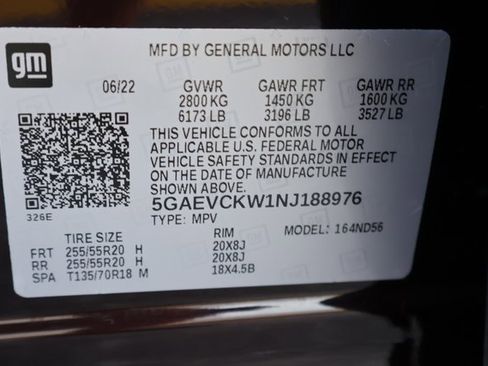 gm
MFD BY GENERAL MOTORS LLC
06/22 GVWR GAWR FRT GAWR RR
2800 KG 1450 KG 1600 KG
6173 LB 3196 LB 3527 LB
THIS VEHICLE CONFORMS TO ALL
APPLICABLE U.S. FEDERAL MOTOR
VEHICLE SAFETY STANDARDS IN EFFECT
ON THE DATE OF MANUFACTURE
SHOWN ABOVE.
326E
5GAEVCKW1NJ188976
TYPE: MPV MODEL: 164ND56
TIRE SIZE RIM
FRT 255/55R20 H 20X8J
RR 255/55R20 H 20X8J
SPA T135/70R18 M 18X4.5B